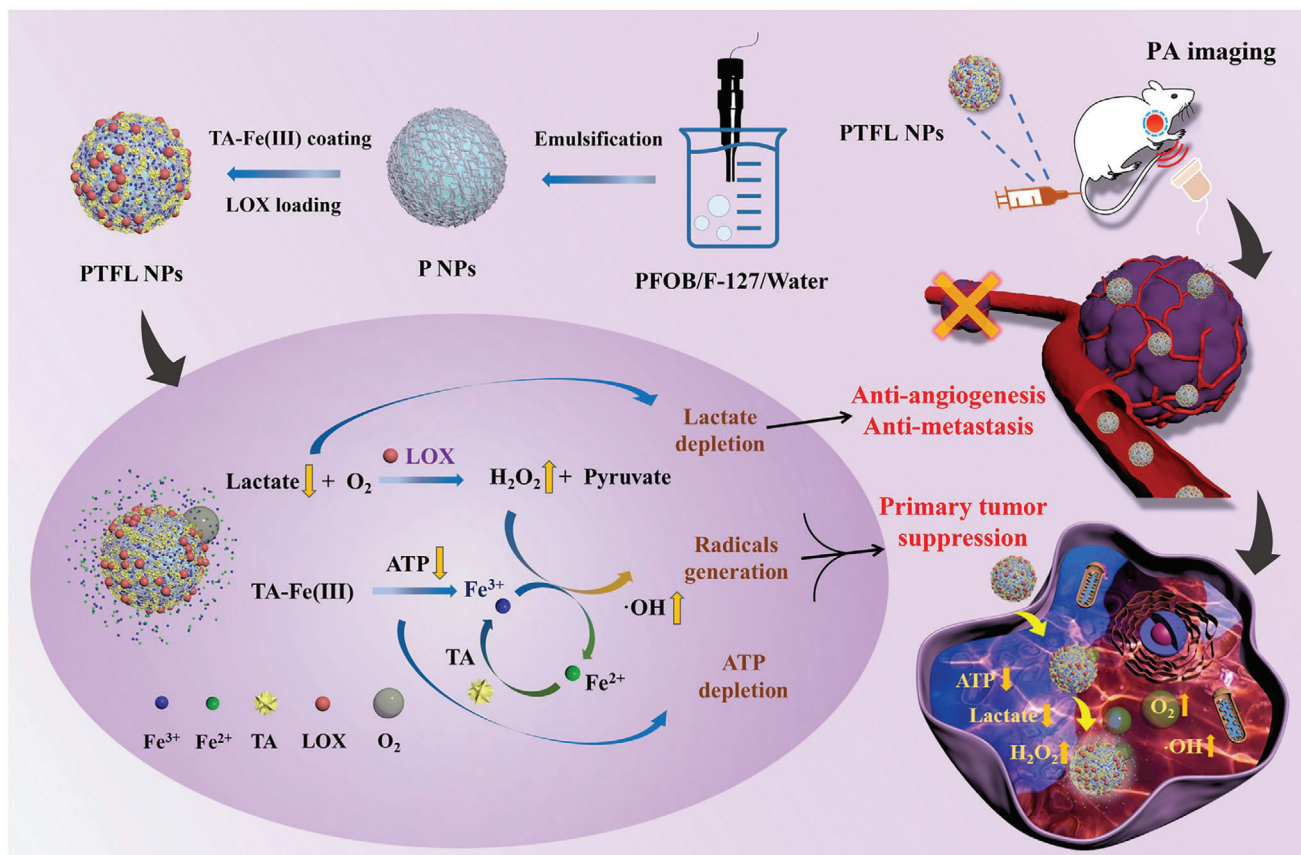 PA imaging
PTFL NPs
TA-Fe(III) coating
LOX loading
Emulsification
PTFL NPs
P NPs
PFOB/F-127/Water
Lactate + O₂
LOX
H₂O₂ + Pyruvate
Lactate
depletion
Anti-angiogenesis
Anti-metastasis
TA-Fe(III)
ATP
Fe³⁺
·OH
Radicals
generation
Primary tumor
suppression
TA
Fe²⁺
ATP
depletion
Fe³⁺
Fe²⁺
TA
LOX
O₂
ATP
Lactate
H₂O₂
O₂
·OH